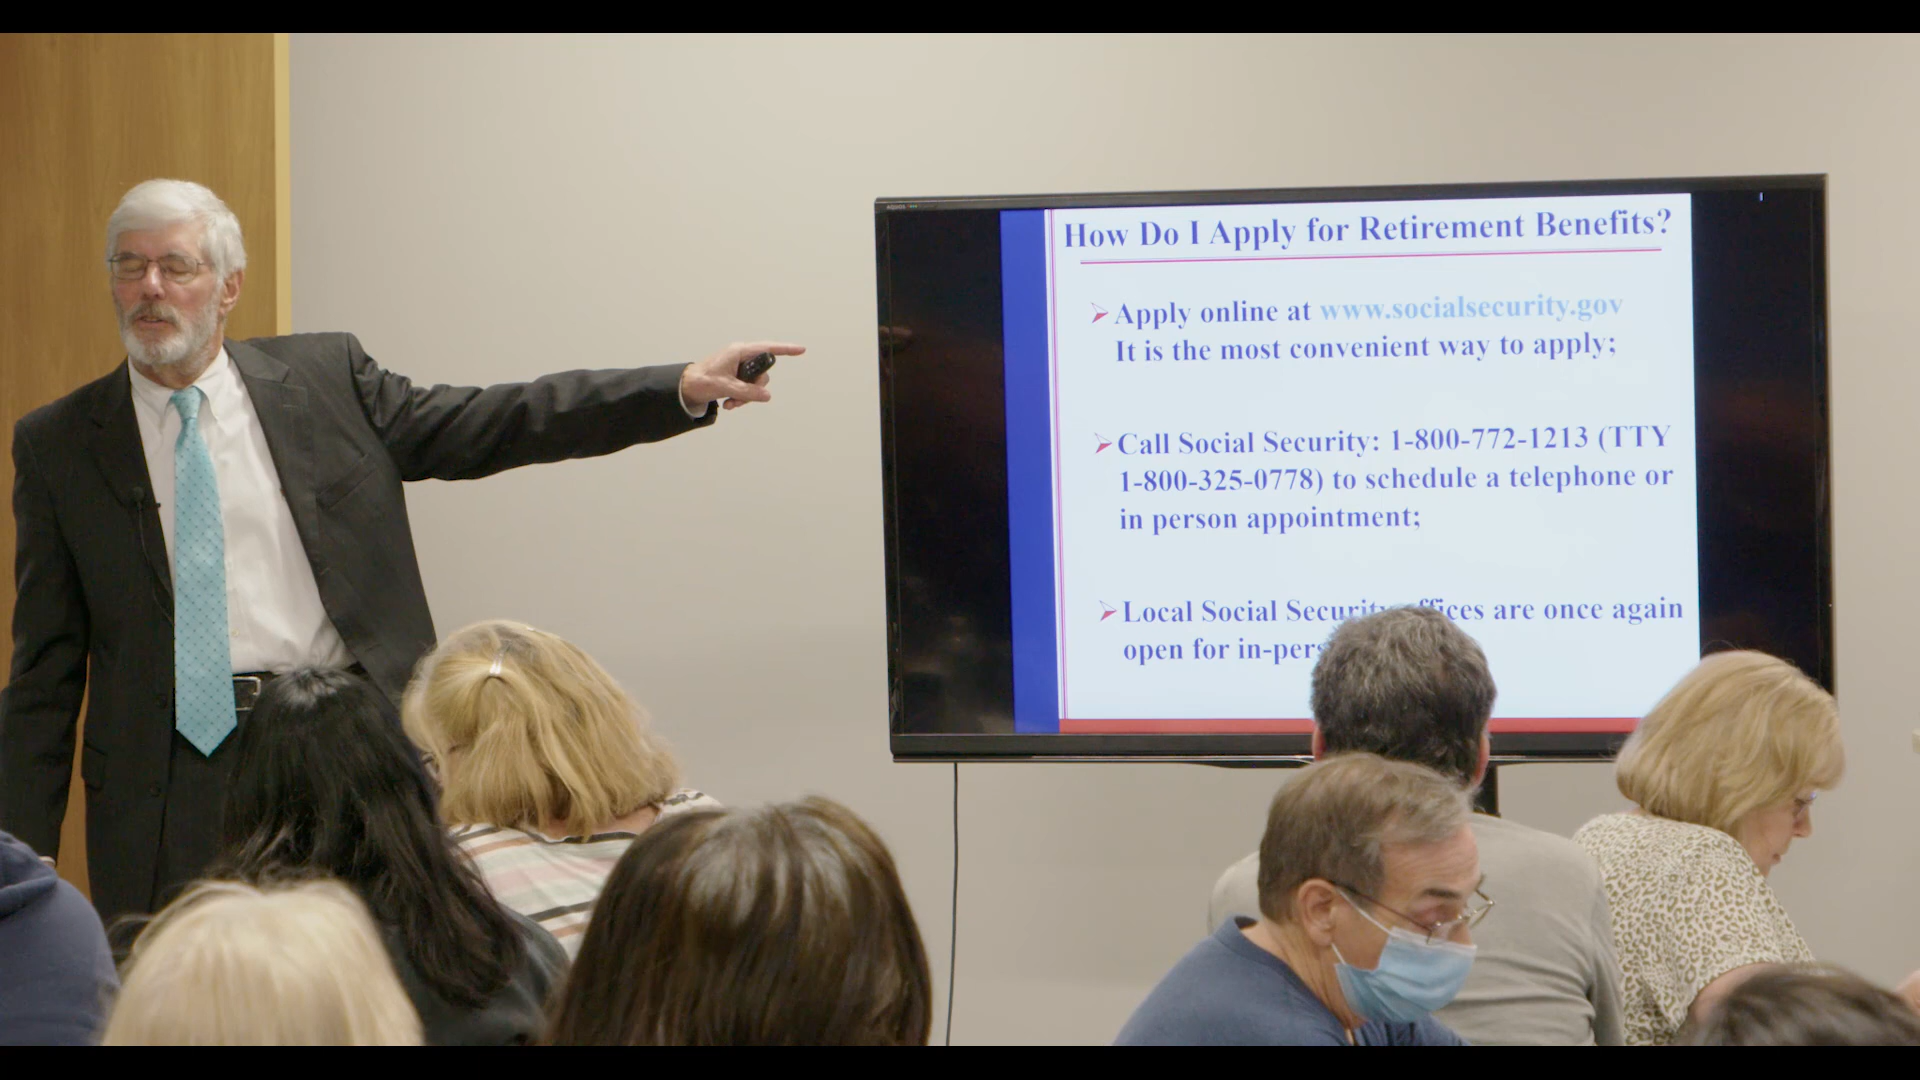 How Do I Apply for Retirement Benefits?
Apply online at www.socialsecurity.gov
It is the most convenient way to apply;
Call Social Security: 1-800-772-1213 (TTY
1-800-325-0778) to schedule a telephone or
in person appointment;
Local Social Security offices are once again
open for